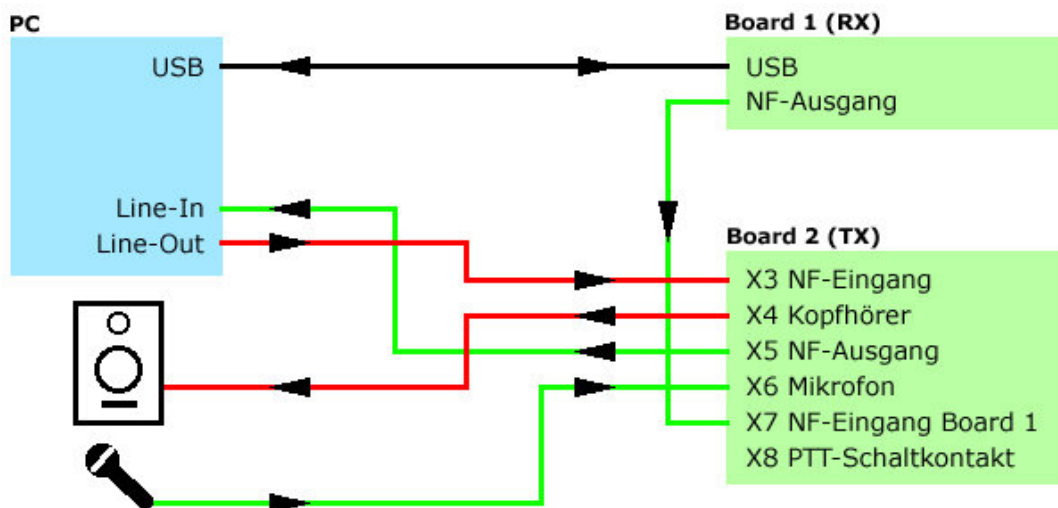 PC
USB
Line-In
Line-Out
Board 1 (RX)
USB
NF-Ausgang
Board 2 (TX)
X3 NF-Eingang
X4 Kopfhörer
X5 NF-Ausgang
X6 Mikrofon
X7 NF-Eingang Board 1
X8 PTT-Schaltkontakt